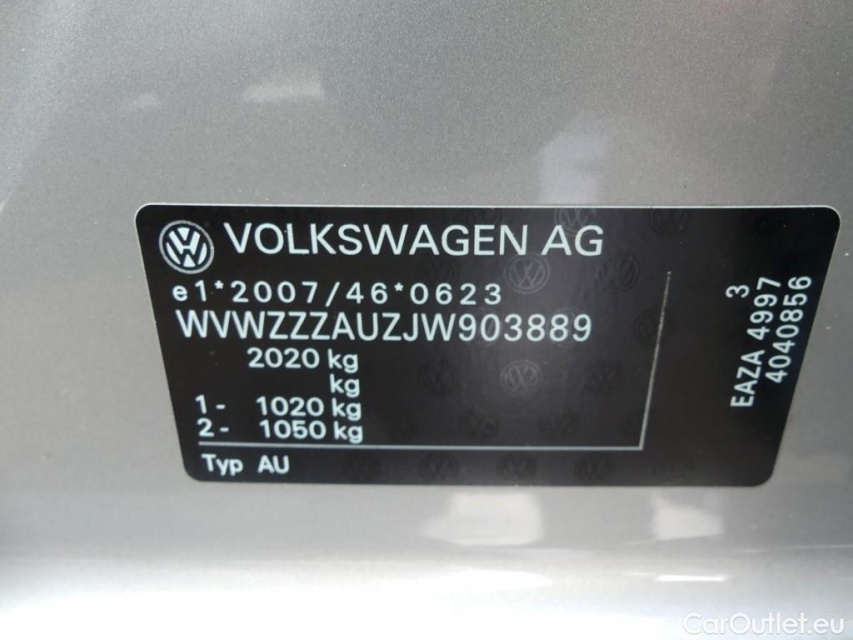 VOLKSWAGEN AG
e1*2007/46*0623
WVWZZZAUZJW903889
2020 kg
kg
1- 1020 kg
2- 1050 kg
Typ AU
3
EAZA 4997
4040856
CarOutlet.eu